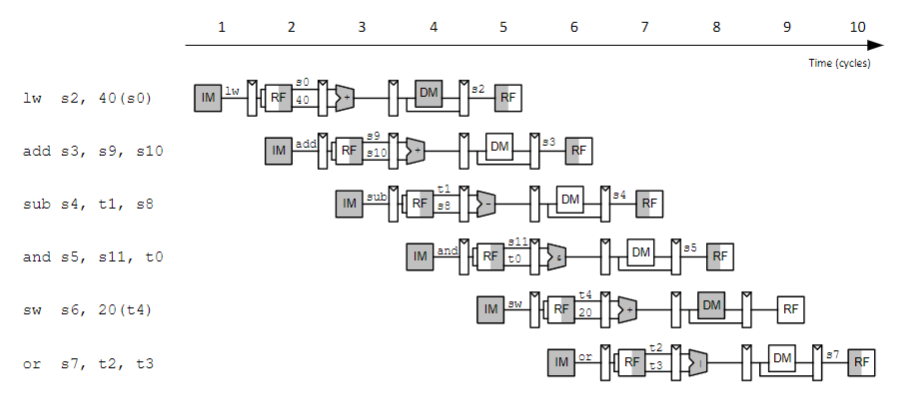 1 2 3 4 5 6 7 8 9 10
Time (cycles)
lw s2, 40(s0) IM lw RF s0 40 + DM s2 RF
add s3, s9, s10 IM add RF s9 s10 + DM s3 RF
sub s4, t1, s8 IM sub RF t1 s8 - DM s4 RF
and s5, s11, t0 IM and RF s11 t0 & DM s5 RF
sw s6, 20(t4) IM sw RF t4 20 + DM RF
or s7, t2, t3 IM or RF t2 t3 | DM s7 RF